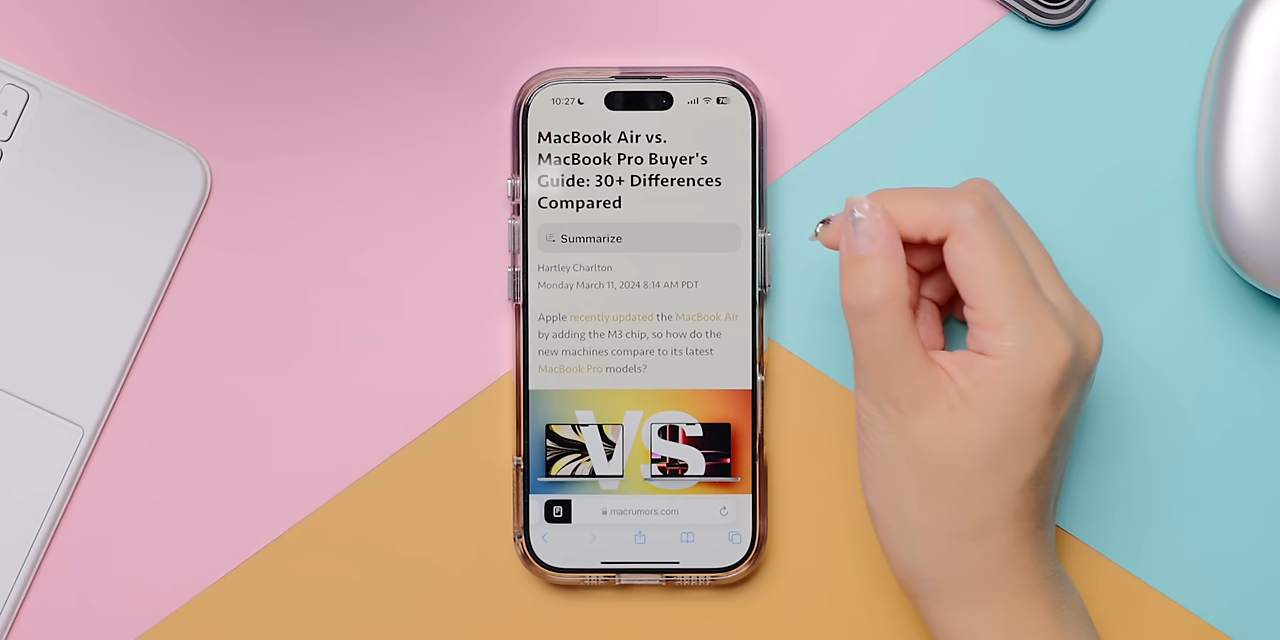 10:27
76
MacBook Air vs.
MacBook Pro Buyer's
Guide: 30+ Differences
Compared
Summarize
Hartley Charlton
Monday March 11, 2024 8:14 AM PDT
Apple recently updated the MacBook Air
by adding the M3 chip, so how do the
new machines compare to its latest
MacBook Pro models?
VS
macrumors.com